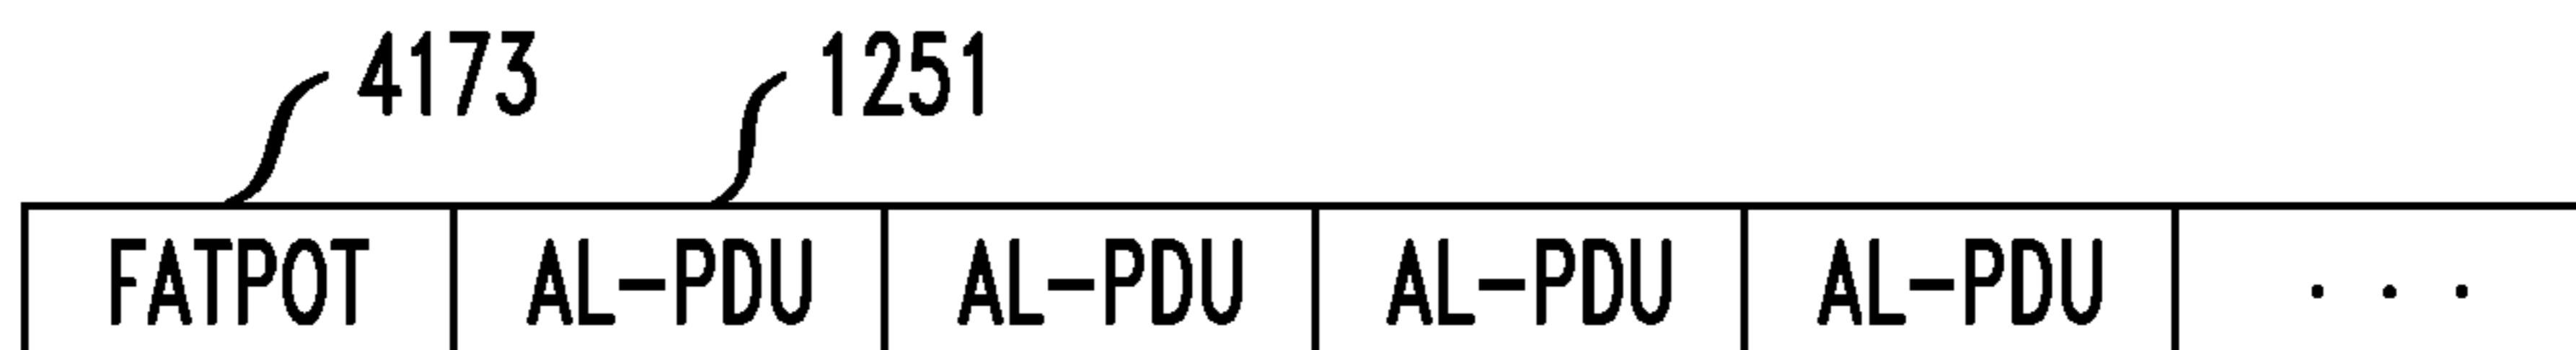 4173 1251
FATPOT AL-PDU AL-PDU AL-PDU AL-PDU . . .